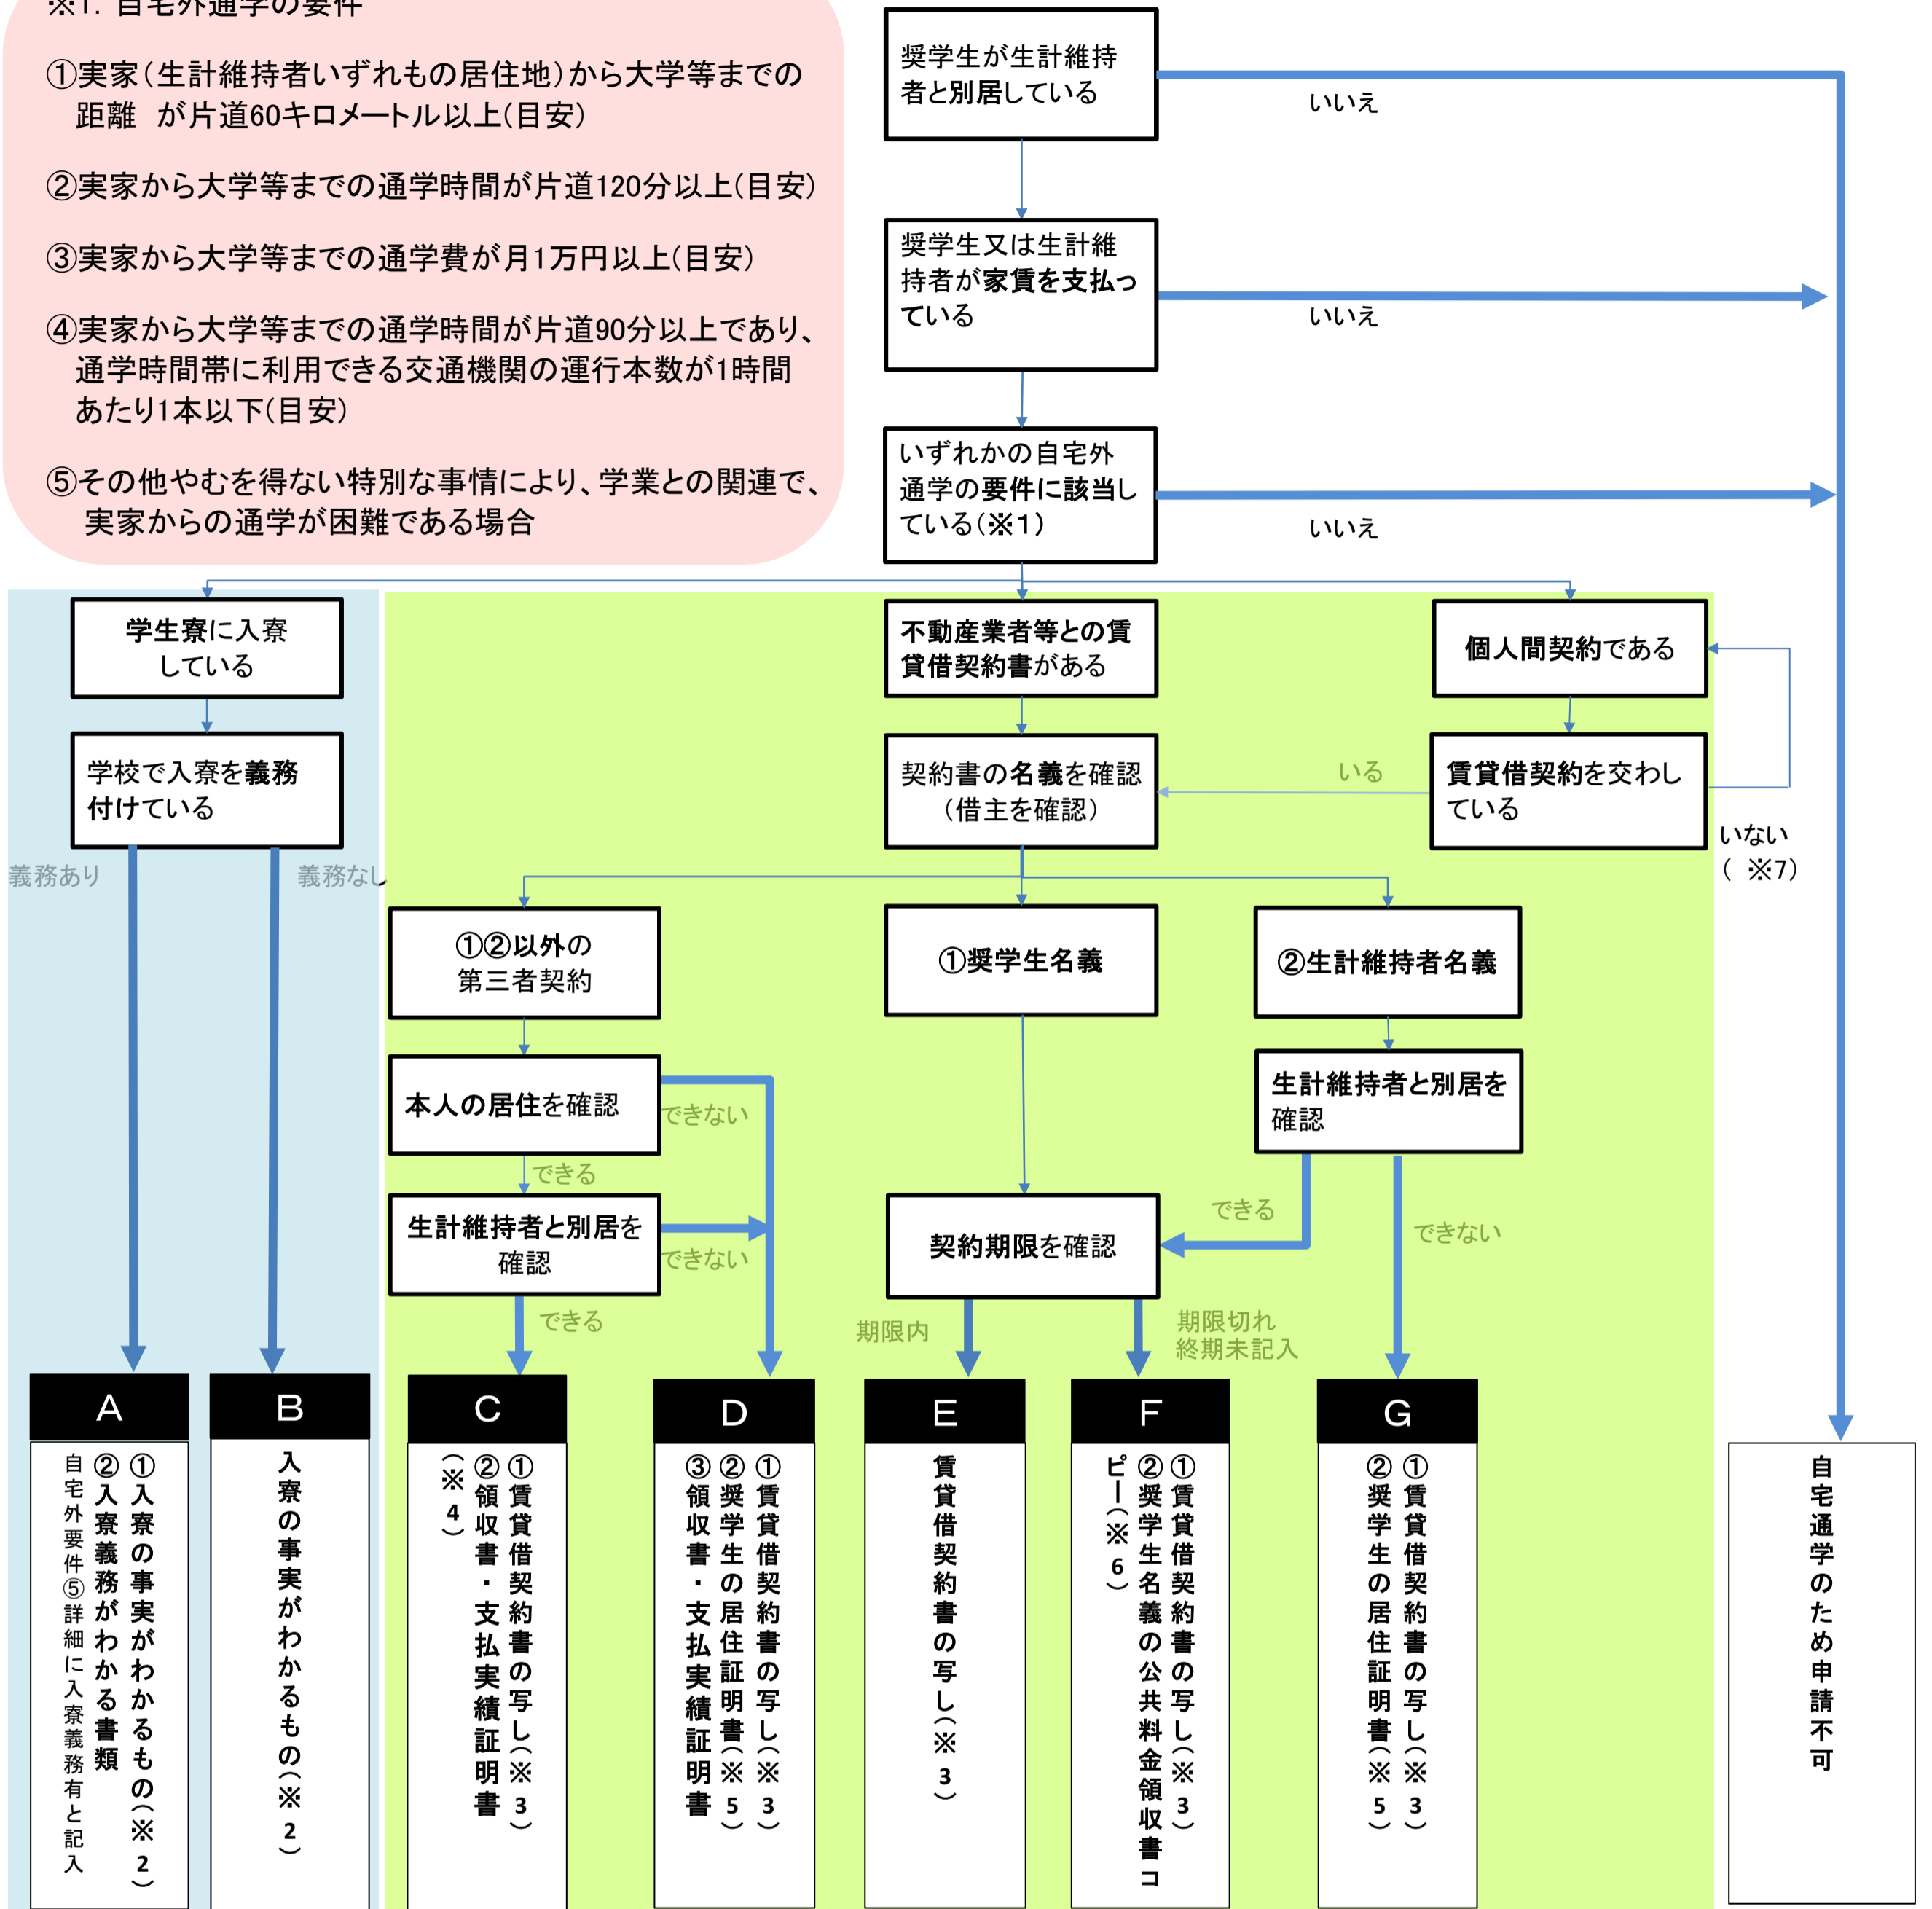 ※1. 自宅外通学の要件
①実家(生計維持者いずれもの居住地)から大学等までの
距離　が片道60キロメートル以上(目安)
②実家から大学等までの通学時間が片道120分以上(目安)
③実家から大学等までの通学費が月1万円以上(目安)
④実家から大学等までの通学時間が片道90分以上であり、
通学時間帯に利用できる交通機関の運行本数が1時間
あたり1本以下(目安)
⑤その他やむを得ない特別な事情により、学業との関連で、
実家からの通学が困難である場合
奨学生が生計維持
者と別居している
いいえ
奨学生又は生計維
持者が家賃を支払っ
ている
いいえ
いずれかの自宅外
通学の要件に該当し
ている(※1)
いいえ
学生寮に入寮
している
不動産業者等との賃
貸借契約書がある
個人間契約である
学校で入寮を義務
付けている
契約書の名義を確認
(借主を確認)
いる
賃貸借契約を交わし
ている
いない
( ※7)
義務あり
義務なし
①②以外の
第三者契約
①奨学生名義
②生計維持者名義
本人の居住を確認
できない
生計維持者と別居を
確認
できる
生計維持者と別居を
確認
できない
契約期限を確認
できる
できない
できる
期限内
期限切れ
終期未記入
A
①入寮の事実がわかるもの(※2)
②入寮義務がわかる書類
自宅外要件⑤詳細に入寮義務有と記入
B
入寮の事実がわかるもの(※2)
C
①賃貸借契約書の写し(※3)
②領収書・支払実績証明書
(※4)
D
①賃貸借契約書の写し(※3)
②奨学生の居住証明書(※5)
③領収書・支払実績証明書
E
賃貸借契約書の写し(※3)
F
①賃貸借契約書の写し(※3)
②奨学生名義の公共料金領収書コ
ピー(※6)
G
①賃貸借契約書の写し(※3)
②奨学生の居住証明書(※5)
自宅通学のため申請不可